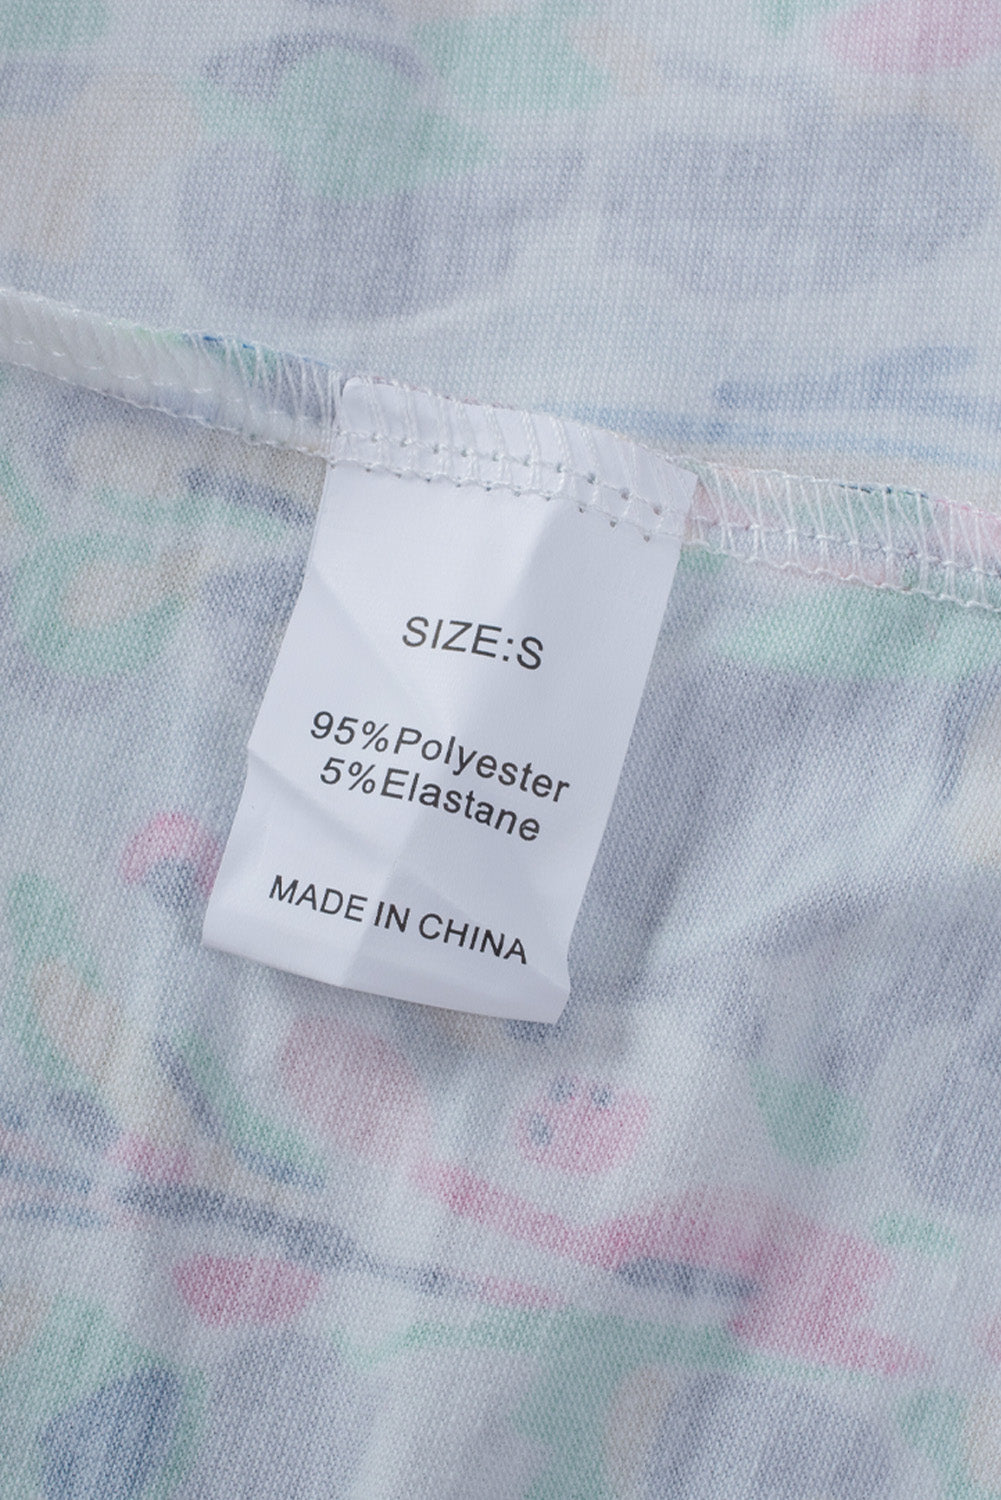 SIZE:S
95%Polyester
5%Elastane
MADE IN CHINA